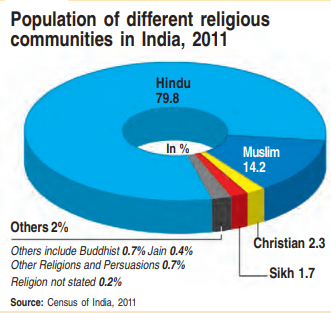 Population of different religious
communities in India, 2011
Hindu
79.8
In %
Muslim
14.2
Others 2%
Christian 2.3
Others include Buddhist 0.7% Jain 0.4%
Other Religions and Persuasions 0.7%
Sikh 1.7
Religion not stated 0.2%
Source: Census of India, 2011